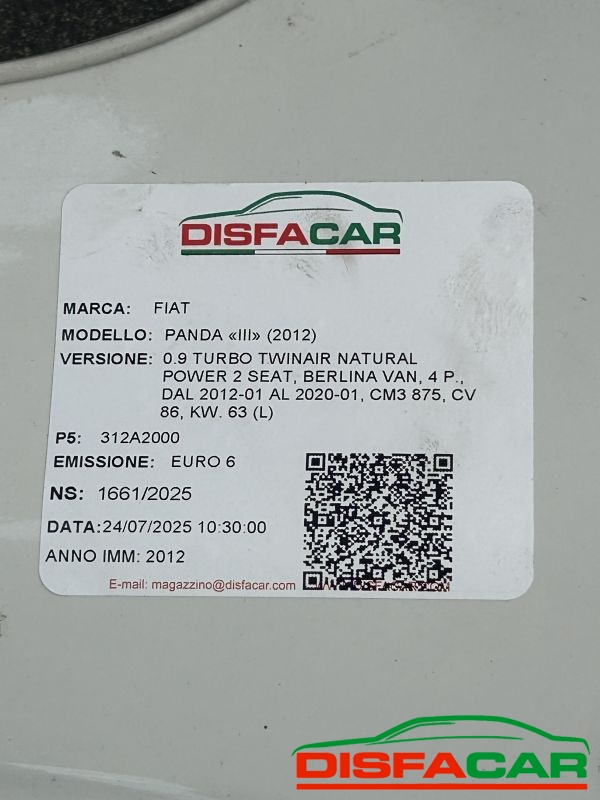 DISFACAR
MARCA: FIAT
MODELLO: PANDA «III» (2012)
VERSIONE: 0.9 TURBO TWINAIR NATURAL
POWER 2 SEAT, BERLINA VAN, 4 P.,
DAL 2012-01 AL 2020-01, CM3 875, CV
86, KW. 63 (L)
P5: 312A2000
EMISSIONE: EURO 6
NS: 1661/2025
DATA:24/07/2025 10:30:00
ANNO IMM: 2012
E-mail: magazzino@disfacar.com
DISFACAR